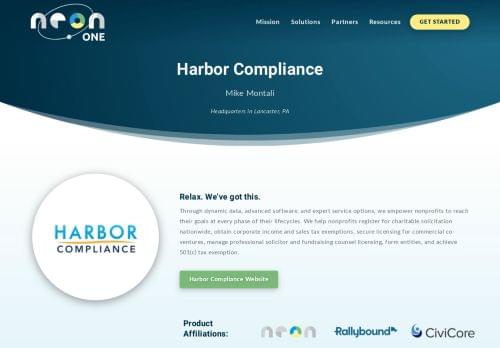 neon ONE
Mission Solutions Partners Resources GET STARTED
Harbor Compliance
Mike Montali
Headquarters in Lancaster, PA
HARBOR
COMPLIANCE
Relax. We've got this.
Through dynamic data, advanced software, and expert service options, we empower nonprofits to reach
their goals at every phase of their lifecycles. We help nonprofits register for charitable solicitation
nationwide, obtain corporate income and sales tax exemptions, secure licensing for commercial co-
ventures, manage professional solicitor and fundraising counsel licensing, form entities, and achieve
501(c) tax exemption.
Harbor Compliance Website
Product
Affiliations:
neon Rallybound CiviCore